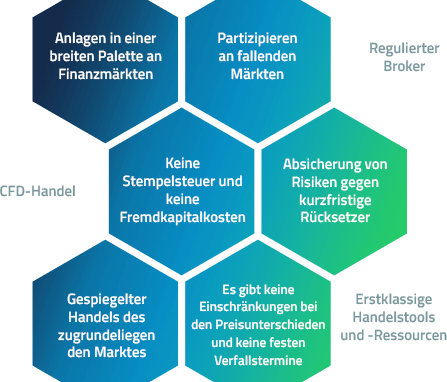 Anlagen in einer
breiten Palette an
Finanzmärkten
Partizipieren
an fallenden
Märkten
Regulierter
Broker
CFD-Handel
Keine
Stempelsteuer und
keine
Fremdkapitalkosten
Absicherung von
Risiken gegen
kurzfristige
Rücksetzer
Gespiegelter
Handels des
zugrundeliegen
den Marktes
Es gibt keine
Einschränkungen bei
den Preisunterschieden
und keine festen
Verfallstermine
Erstklassige
Handelstools
und -Ressourcen